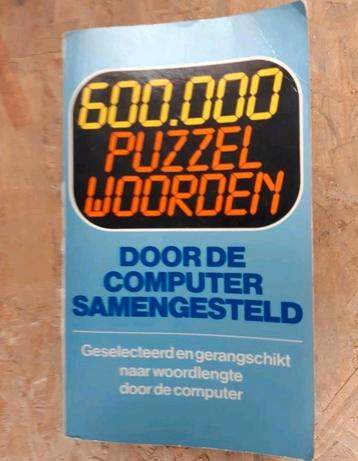 600.000
PUZZEL
WOORDEN
DOOR DE
COMPUTER
SAMENGESTELD
Geselecteerd en gerangschikt
naar woordlengte
door de computer